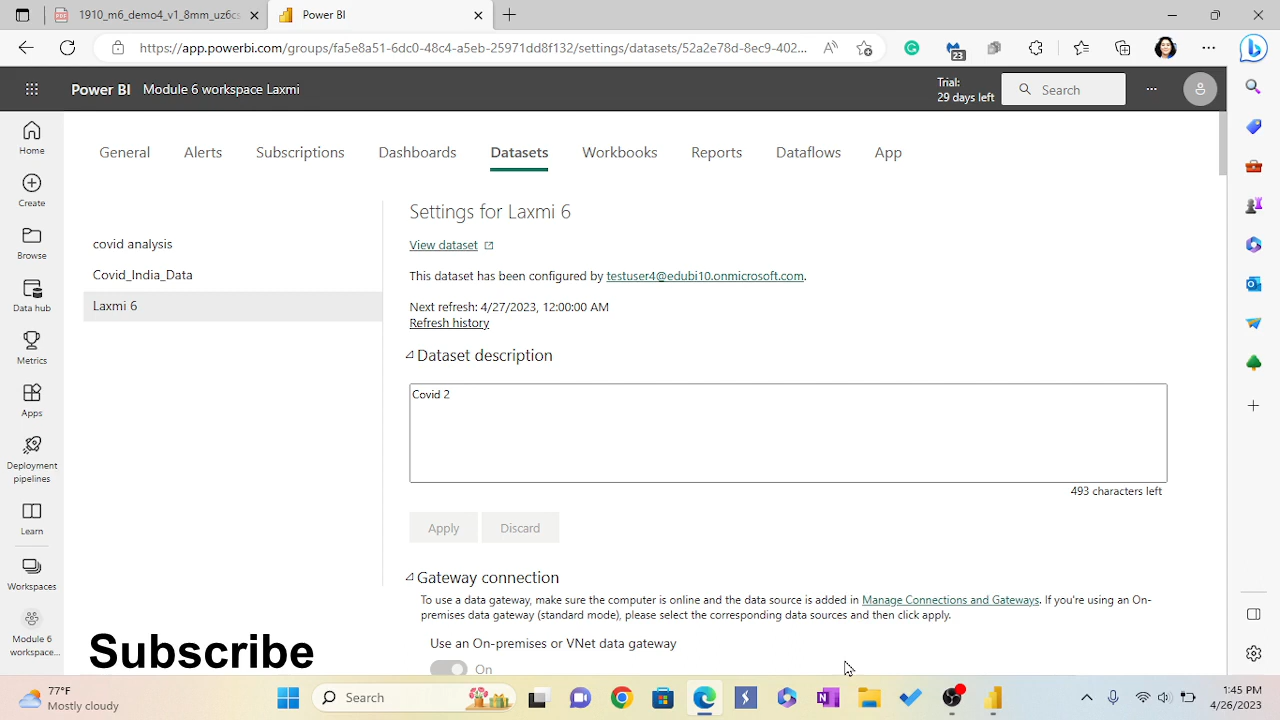 1910_m6_demo4_v1_8mm_uz6cs
Power BI
https://app.powerbi.com/groups/fa5e8a51-6dc0-48c4-a5eb-25971dd8f132/settings/datasets/52a2e78d-8ec9-402...
23
Power BI Module 6 workspace Laxmi
Trial:
29 days left
Search
Home
Create
Browse
Data hub
Metrics
Apps
Deployment
pipelines
Learn
Workspaces
Module 6
workspace...
General Alerts Subscriptions Dashboards Datasets Workbooks Reports Dataflows App
covid analysis
Covid_India_Data
Laxmi 6
Settings for Laxmi 6
View dataset
This dataset has been configured by testuser4@edubi10.onmicrosoft.com.
Next refresh: 4/27/2023, 12:00:00 AM
Refresh history
Dataset description
Covid 2
493 characters left
Apply Discard
Gateway connection
To use a data gateway, make sure the computer is online and the data source is added in Manage Connections and Gateways. If you're using an On-
premises data gateway (standard mode), please select the corresponding data sources and then click apply.
Use an On-premises or VNet data gateway
On
Subscribe
77°F
Mostly cloudy
Search
1:45 PM
4/26/2023